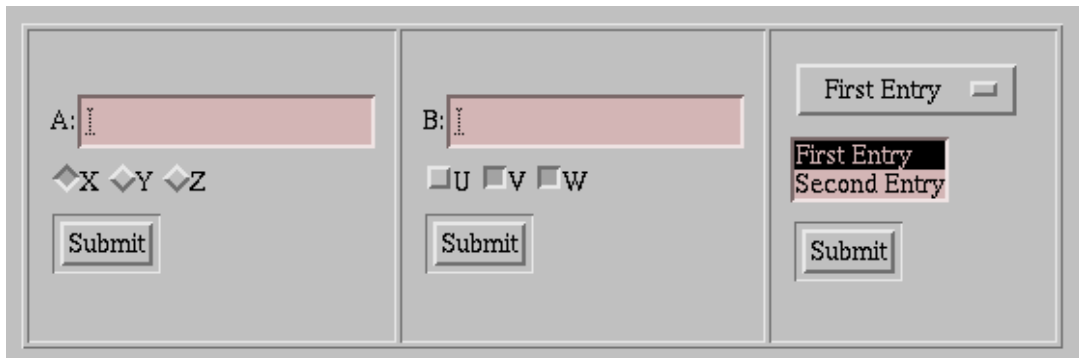 A:
X Y Z
Submit
B:
U V W
Submit
First Entry
First Entry
Second Entry
Submit